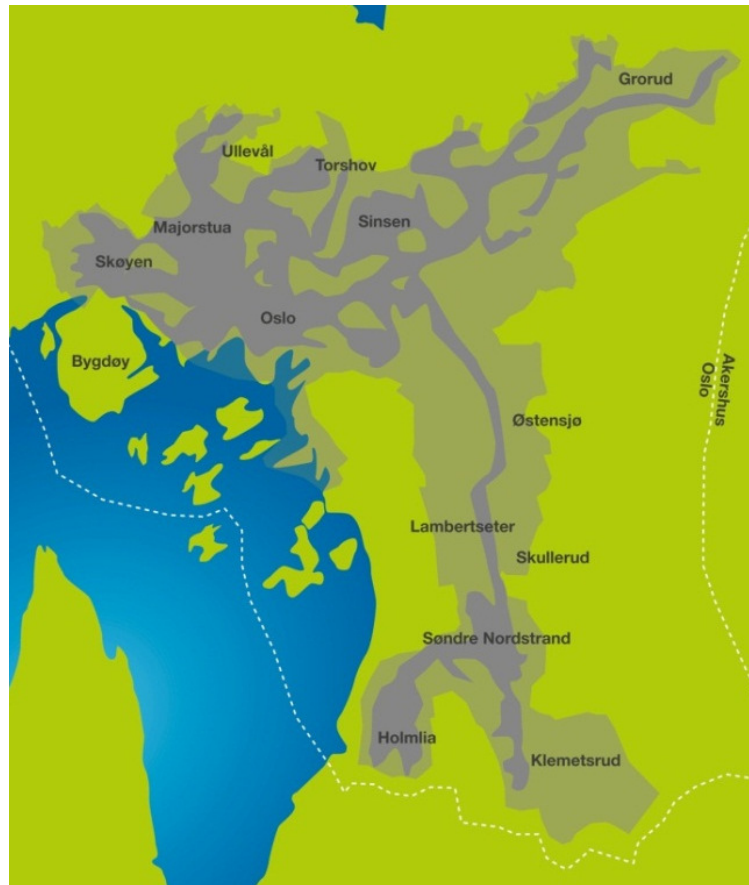 Grorud
Ullevål
Torshov
Majorstua
Sinsen
Skøyen
Oslo
Bygdøy
Akershus
Oslo
Østensjø
Lambertseter
Skullerud
Søndre Nordstrand
Holmlia
Klemetsrud